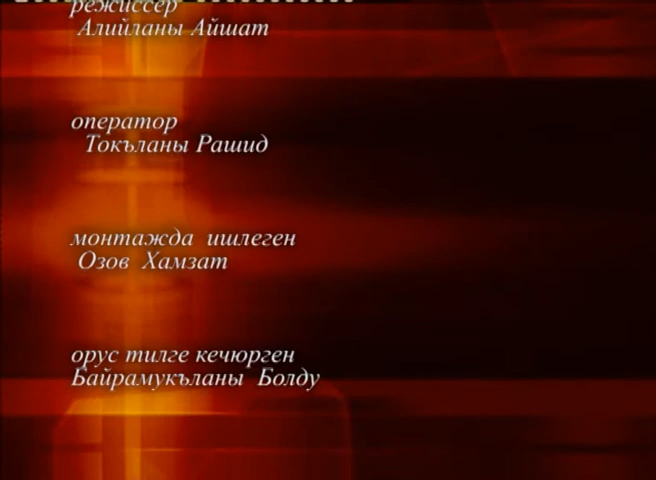 режиссер
Алийланы Айшат
оператор
Токъланы Рашид
монтажда ишлеген
Озов Хамзат
орус тилге кечюрген
Байрамукъланы Болду